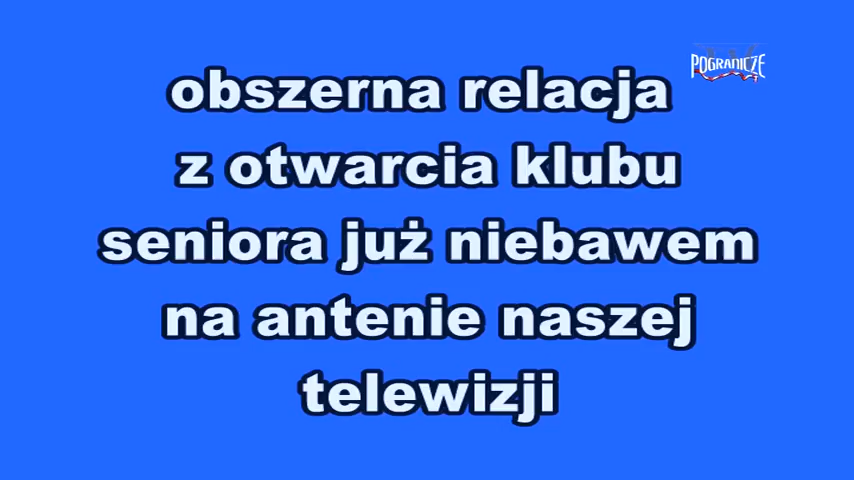 POGRANICZE
obszerna relacja
z otwarcia klubu
seniora już niebawem
na antenie naszej
telewizji